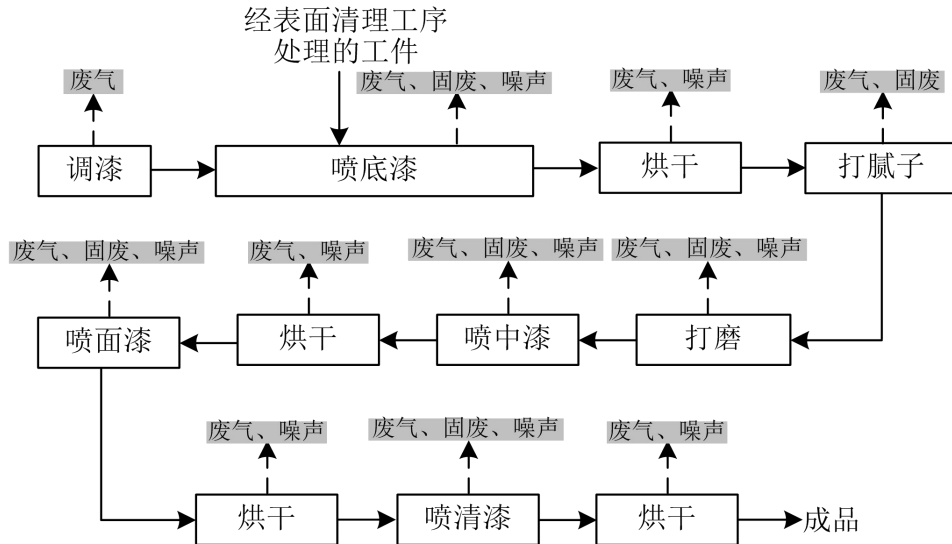 经表面清理工序
处理的工件
废气
废气、固废、噪声
废气、噪声
废气、固废
调漆
喷底漆
烘干
打腻子
废气、固废、噪声
废气、噪声
废气、固废、噪声
废气、固废、噪声
喷面漆
烘干
喷中漆
打磨
废气、噪声
废气、固废、噪声
废气、噪声
烘干
喷清漆
烘干
成品